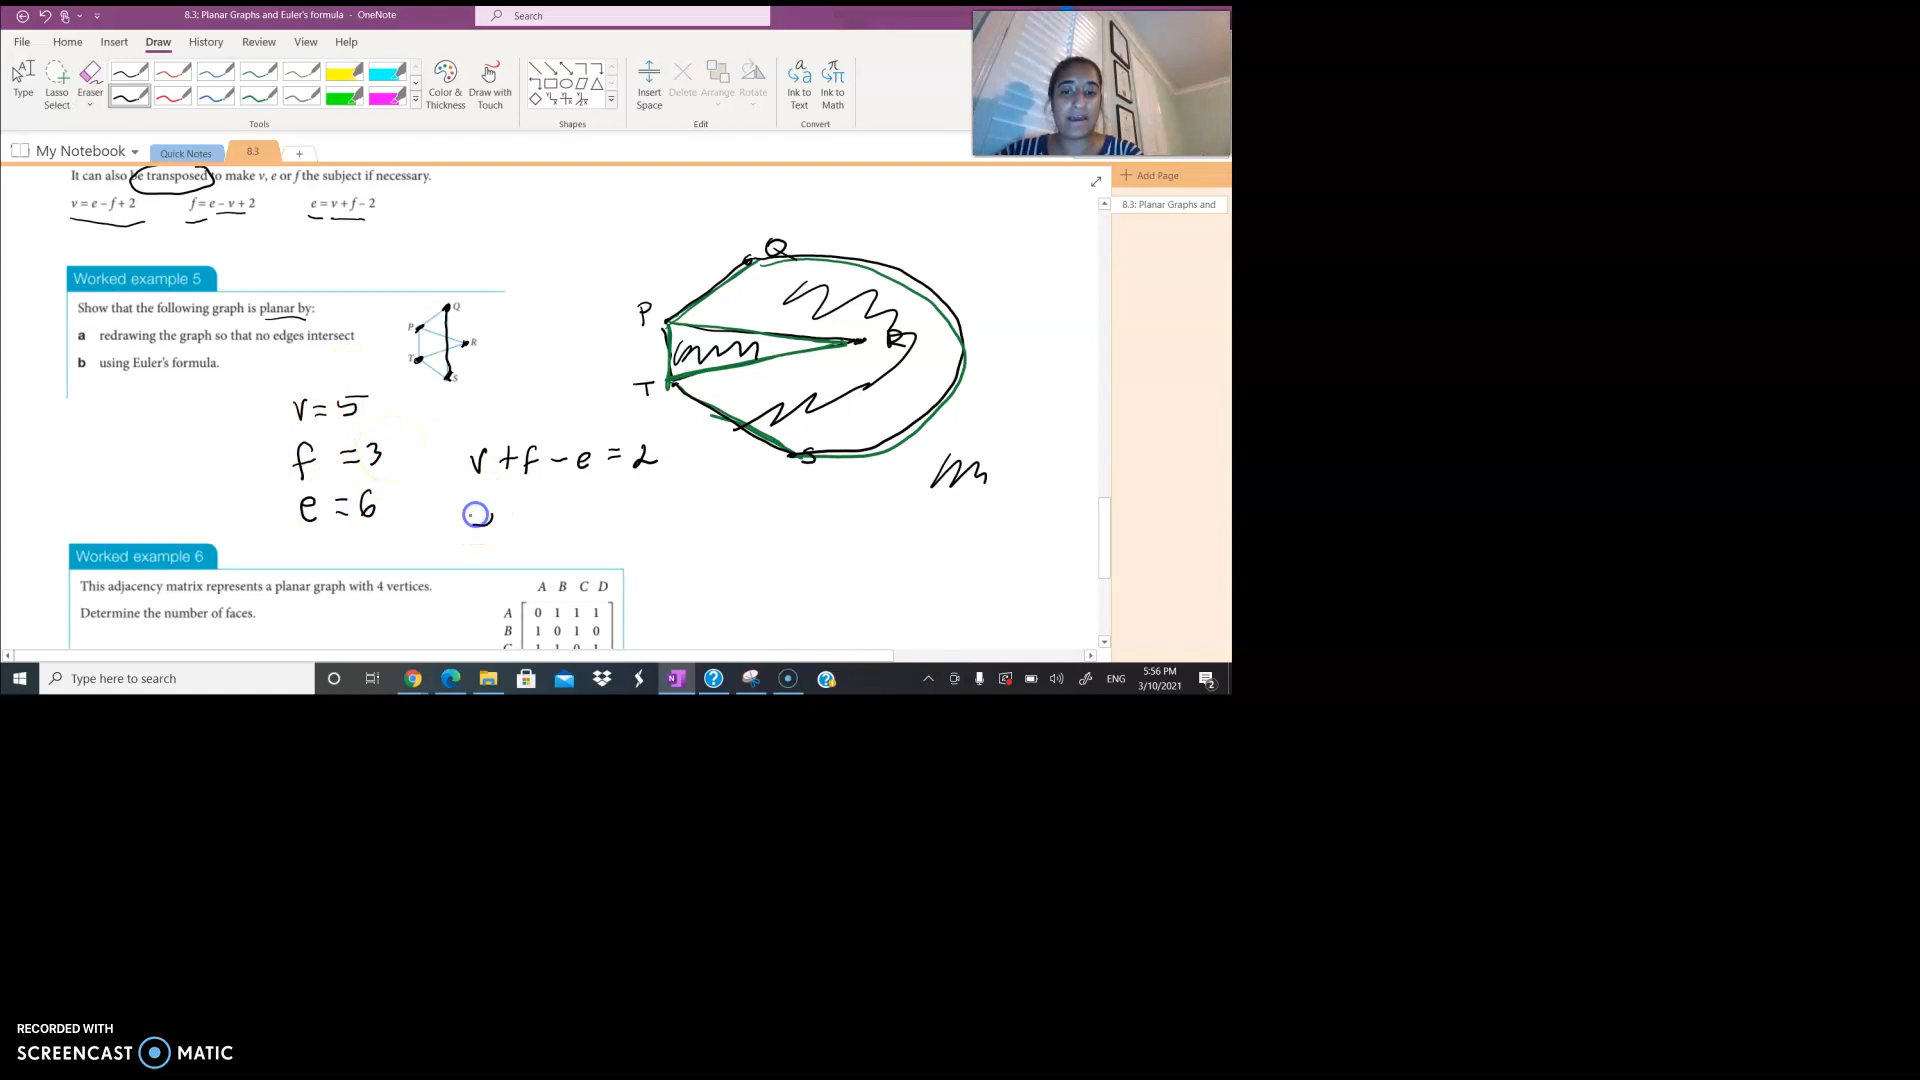 8.3: Planar Graphs and Euler's formula - OneNote
Search
File Home Insert Draw History Review View Help
Type
Lasso Select
Eraser
Color & Thickness
Draw with Touch
Insert Space
Delete
Arrange
Rotate
Ink to Text
Ink to Math
Tools
Shapes
Edit
Convert
My Notebook
Quick Notes
8.3
It can also be transposed to make v, e or f the subject if necessary.
v = e – f + 2 f = e – v + 2 e = v + f – 2
Add Page
8.3: Planar Graphs and
Worked example 5
Show that the following graph is planar by:
a redrawing the graph so that no edges intersect
b using Euler's formula.
Q
P
R
T
S
Q
P
R
T
S
v = 5
f = 3
e = 6
v + f - e = 2
Worked example 6
This adjacency matrix represents a planar graph with 4 vertices.
Determine the number of faces.
A B C D
A 0 1 1 1
B 1 0 1 0
C 1 1 0 1
Type here to search
ENG
5:56 PM
3/10/2021
2
RECORDED WITH
SCREENCAST MATIC